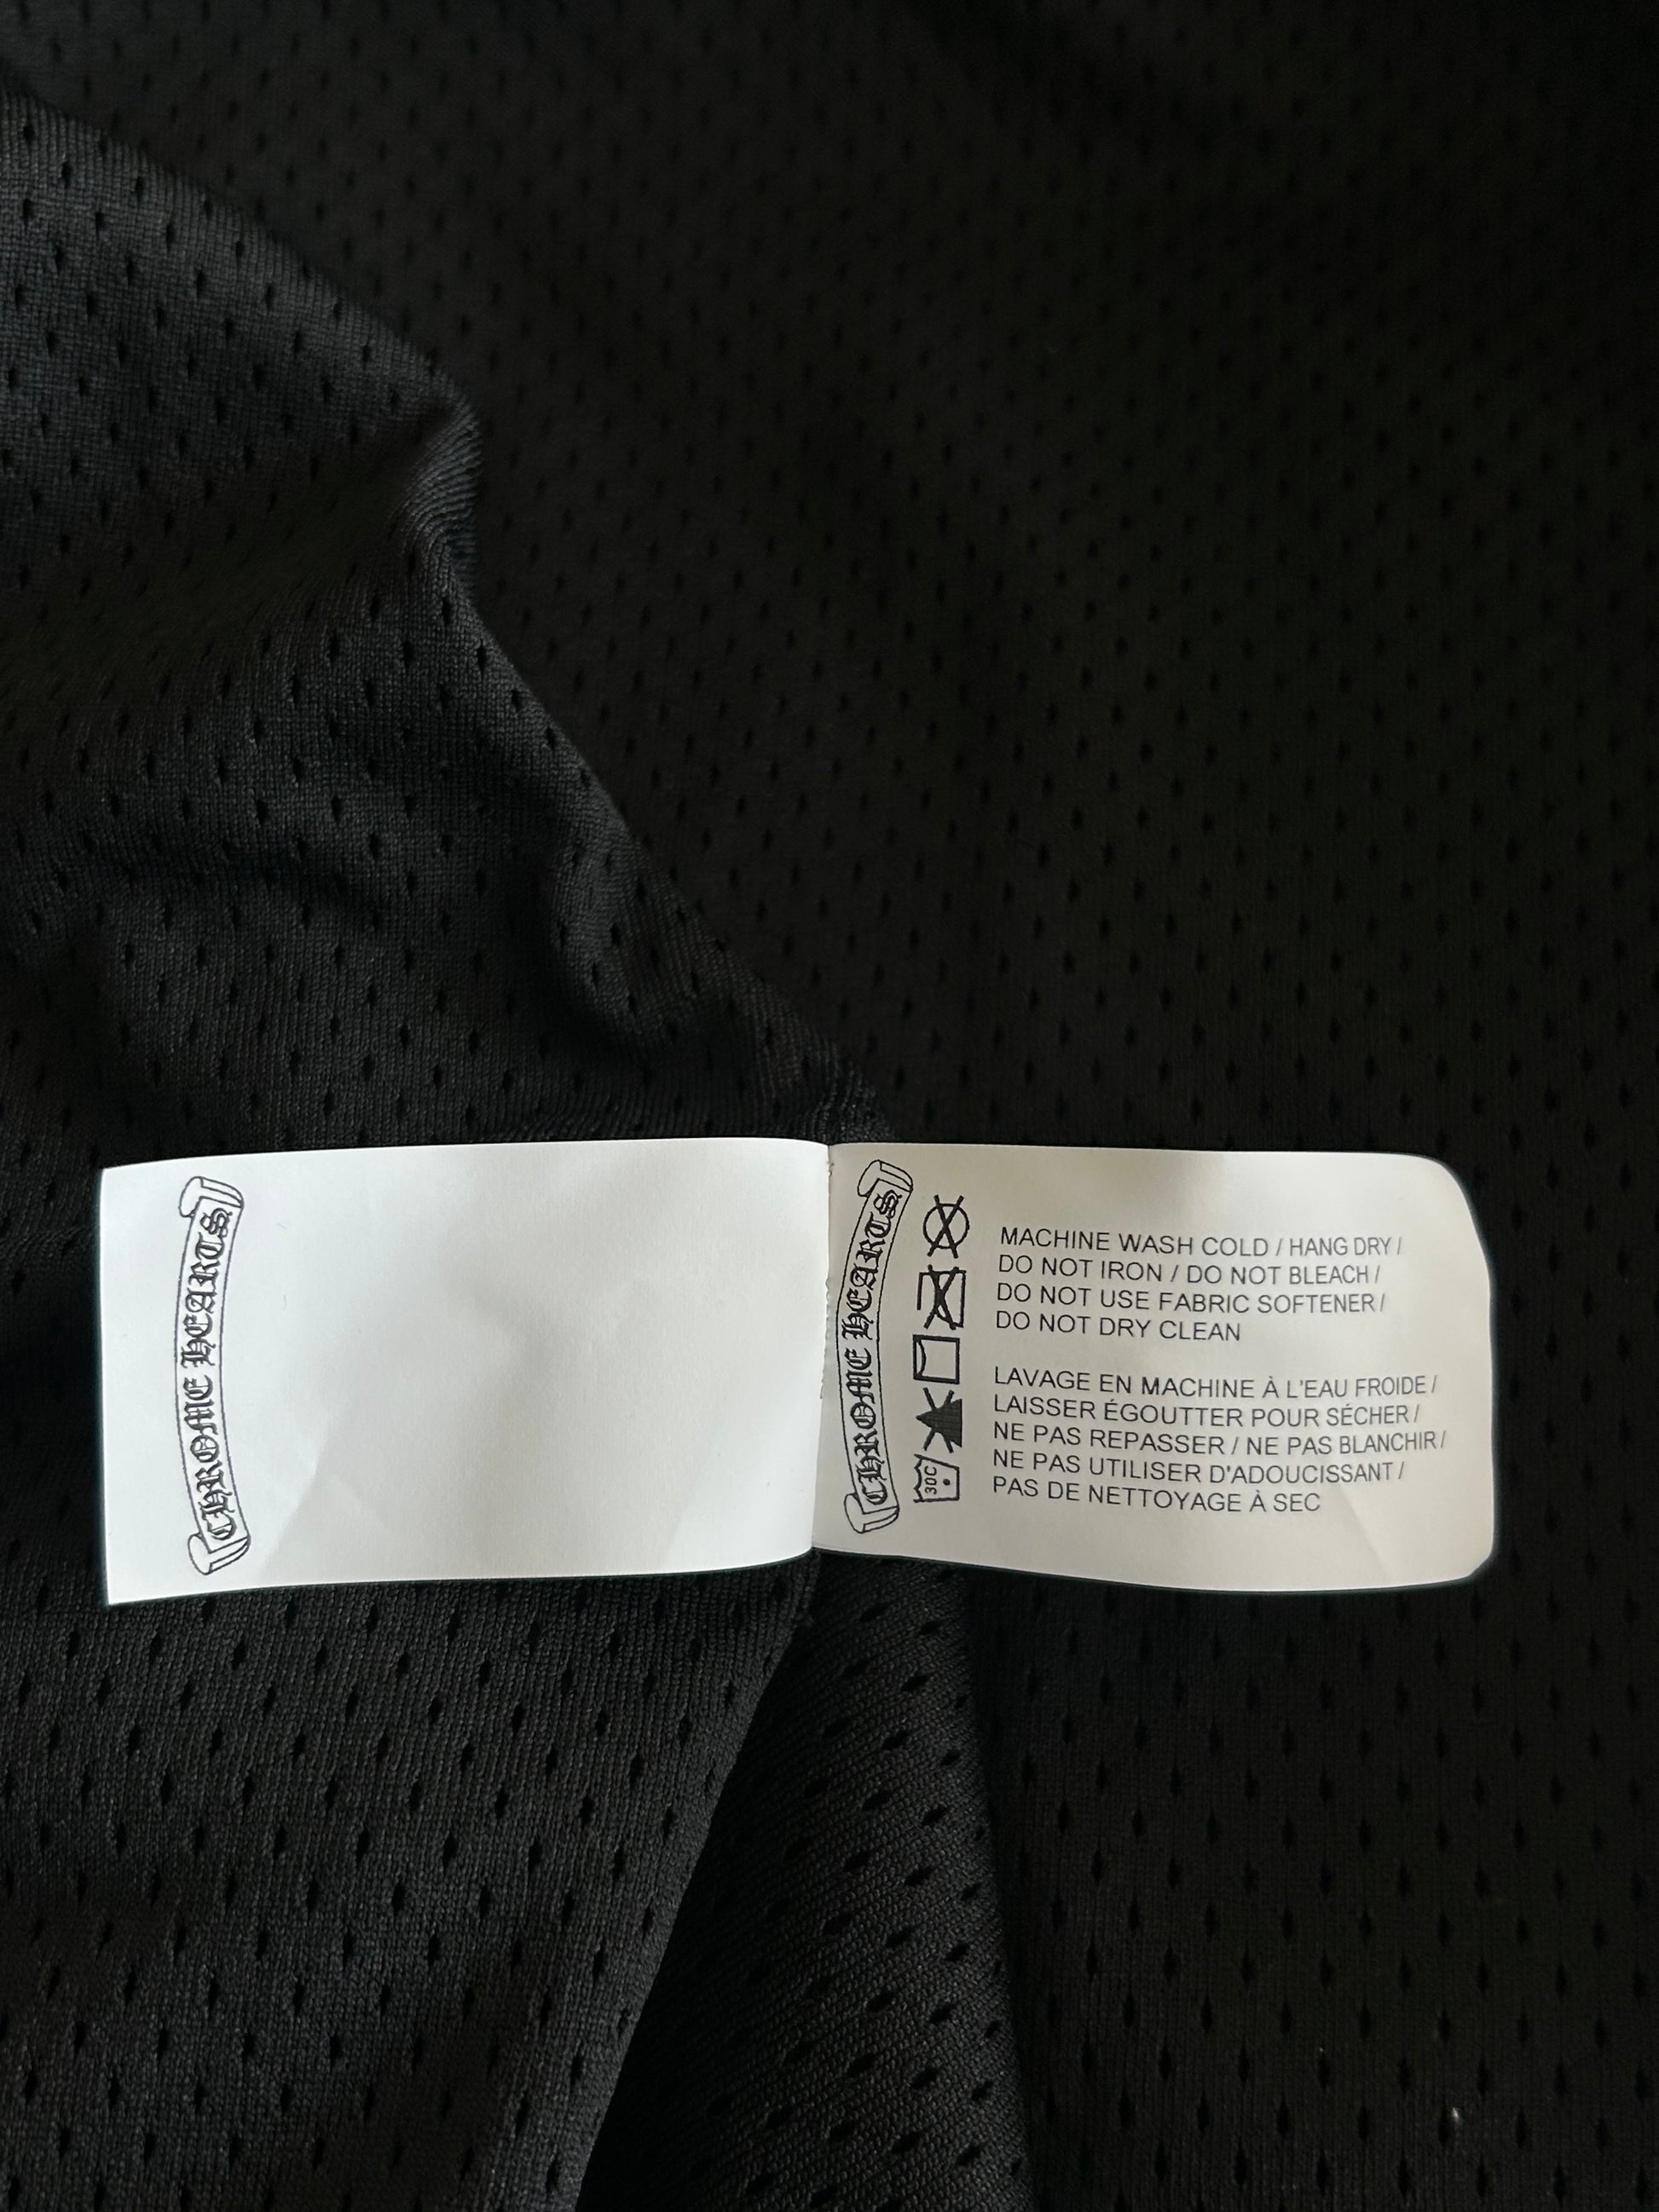 CHROME HEARTS
CHROME HEARTS
MACHINE WASH COLD / HANG DRY /
DO NOT IRON / DO NOT BLEACH /
DO NOT USE FABRIC SOFTENER /
DO NOT DRY CLEAN
LAVAGE EN MACHINE À L'EAU FROIDE /
LAISSER ÉGOUTTER POUR SÉCHER /
NE PAS REPASSER / NE PAS BLANCHIR /
NE PAS UTILISER D'ADOUCISSANT /
PAS DE NETTOYAGE À SEC
30C